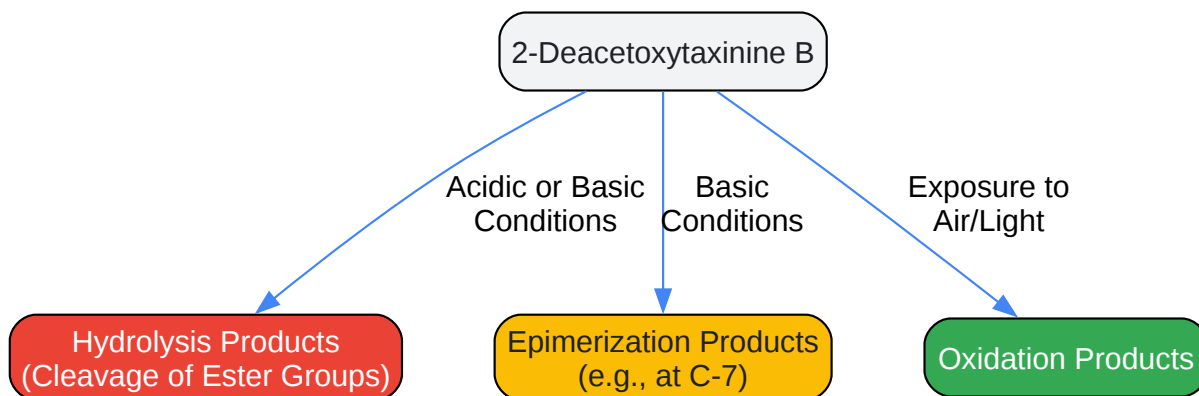 2-Deacetoxytaxinine B
Acidic or Basic
Conditions
Basic
Conditions
Exposure to
Air/Light
Hydrolysis Products
(Cleavage of Ester Groups)
Epimerization Products
(e.g., at C-7)
Oxidation Products